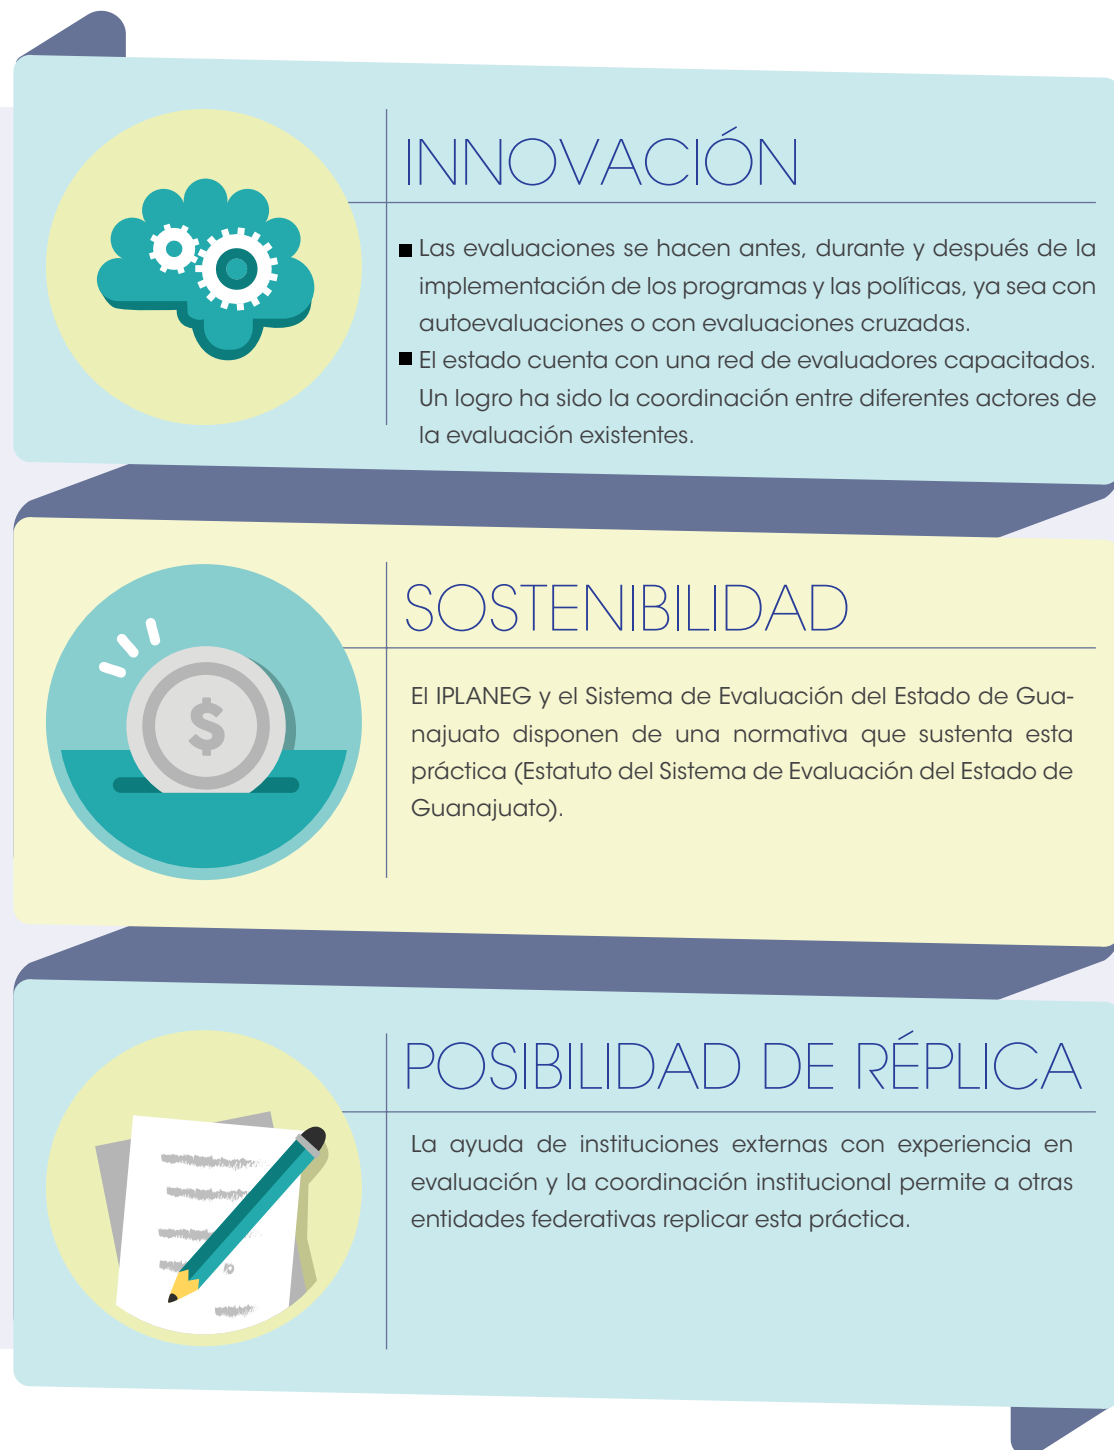 INNOVACIÓN
■ Las evaluaciones se hacen antes, durante y después de la
implementación de los programas y las políticas, ya sea con
autoevaluaciones o con evaluaciones cruzadas.
■ El estado cuenta con una red de evaluadores capacitados.
Un logro ha sido la coordinación entre diferentes actores de
la evaluación existentes.
SOSTENIBILIDAD
$
El IPLANEG y el Sistema de Evaluación del Estado de Gua-
najuato disponen de una normativa que sustenta esta
práctica (Estatuto del Sistema de Evaluación del Estado de
Guanajuato).
POSIBILIDAD DE RÉPLICA
La ayuda de instituciones externas con experiencia en
evaluación y la coordinación institucional permite a otras
entidades federativas replicar esta práctica.